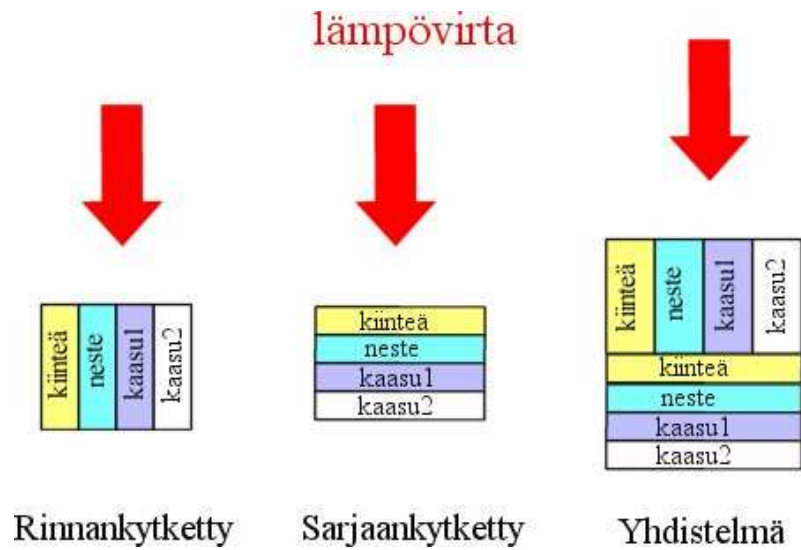 lämpövirta
kiinteä
neste
kaasu1
kaasu2
kiinteä
neste
kaasu1
kaasu2
kiinteä
neste
kaasu1
kaasu2
kiinteä
neste
kaasu1
kaasu2
Rinnankytketty
Sarjaankytketty
Yhdistelmä